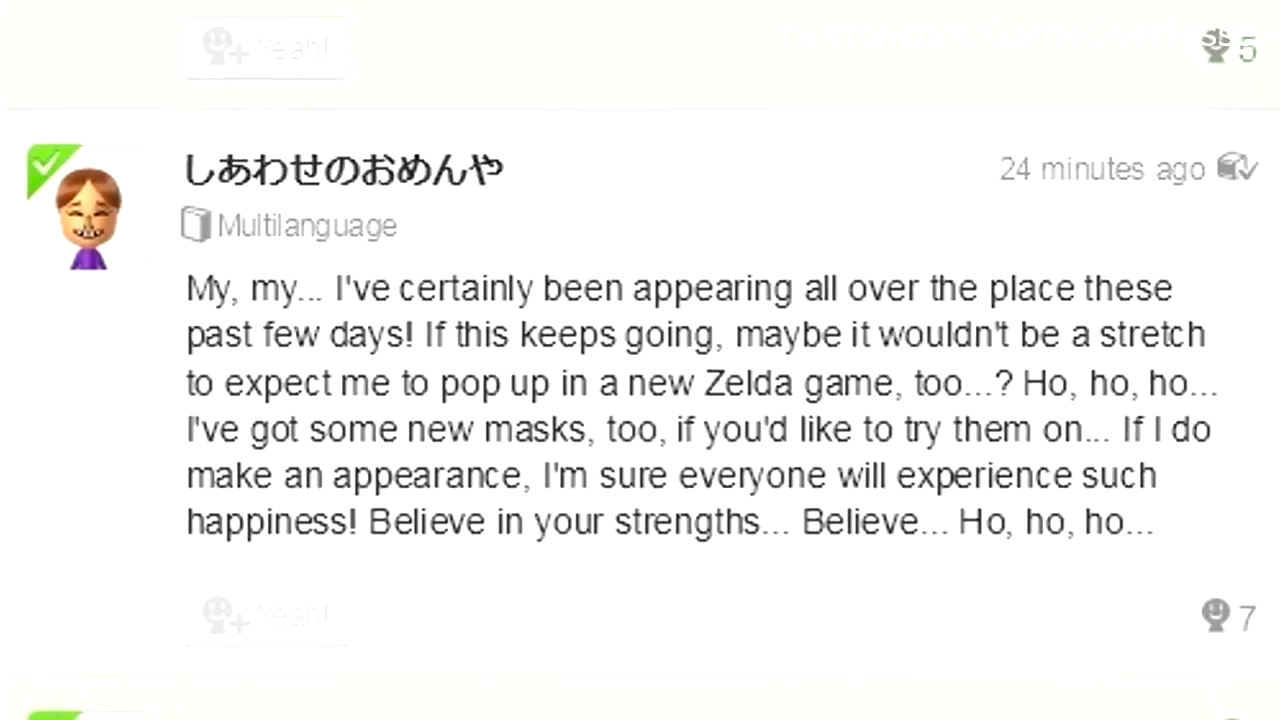 Yeah!
5
しあわせのおめんや
24 minutes ago
Multilanguage
My, my... I've certainly been appearing all over the place these
past few days! If this keeps going, maybe it wouldn't be a stretch
to expect me to pop up in a new Zelda game, too...? Ho, ho, ho...
I've got some new masks, too, if you'd like to try them on... If I do
make an appearance, I'm sure everyone will experience such
happiness! Believe in your strengths... Believe... Ho, ho, ho...
Yeah!
7